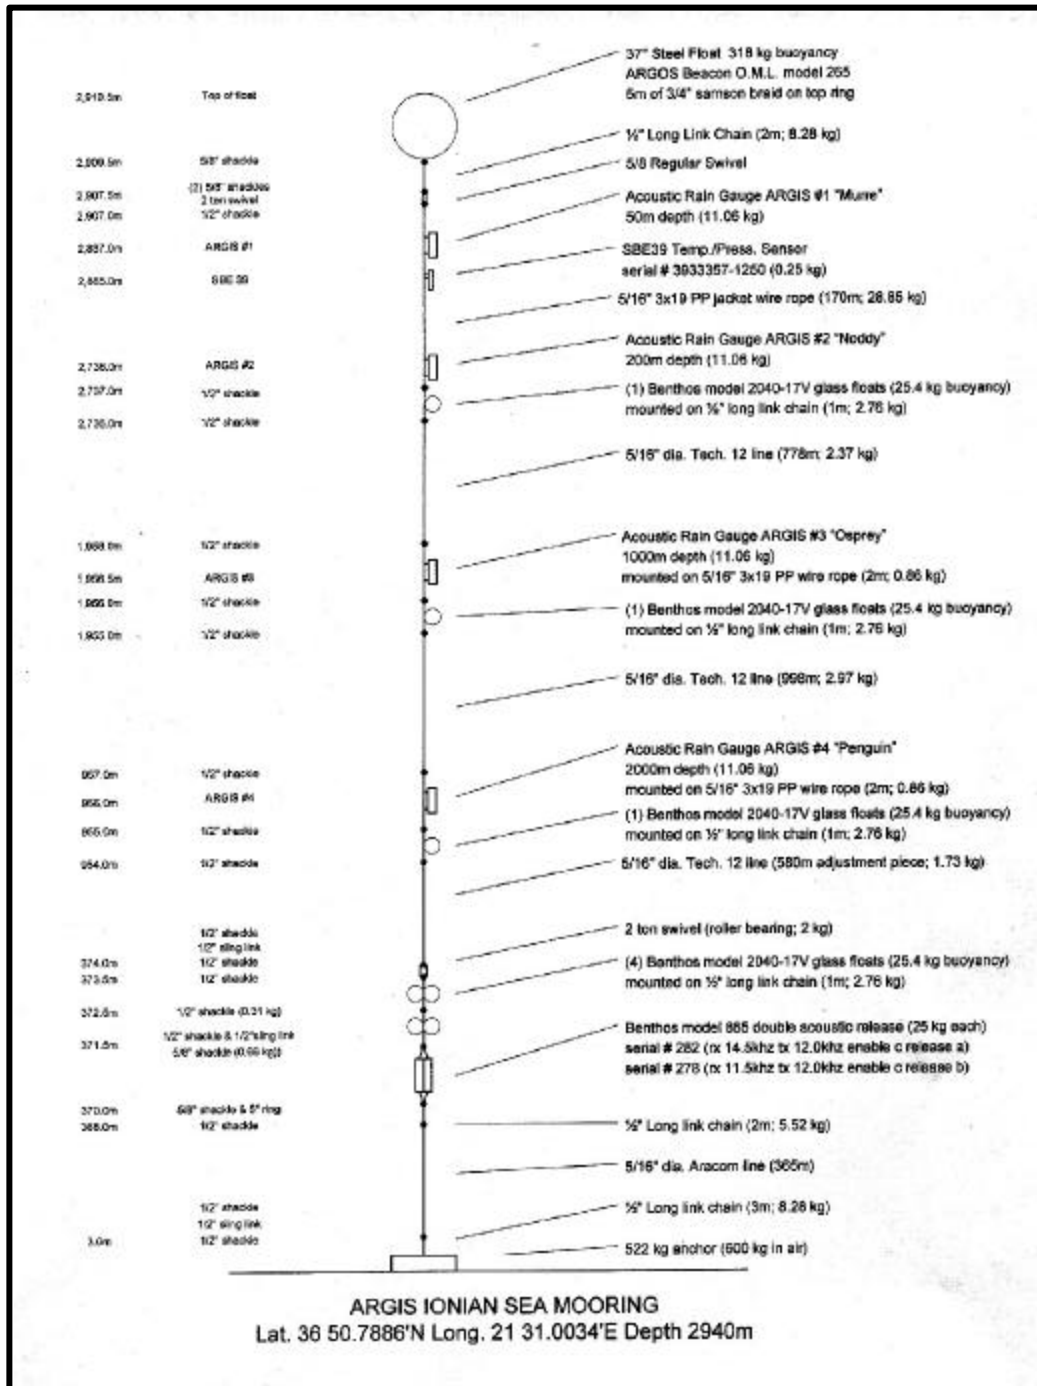 37" Steel Float 318 kg buoyancy
ARGOS Beacon O.M.L. model 265
2,910.5m Top of float
5m of 3/4" samson braid on top ring
½" Long Link Chain (2m; 8.28 kg)
2,909.5m 5/8" shackle
5/8 Regular Swivel
(2) 5/8" shackles
2,907.5m
2 ton swivel
Acoustic Rain Gauge ARGIS #1 "Murre"
2,907.0m 1/2" shackle
50m depth (11.06 kg)
2,887.0m ARGIS #1
SBE39 Temp./Press. Sensor
serial # 3933357-1250 (0.25 kg)
2,885.0m SBE 39
5/16" 3x19 PP jacket wire rope (170m; 28.85 kg)
Acoustic Rain Gauge ARGIS #2 "Noddy"
200m depth (11.06 kg)
2,738.0m ARGIS #2
2,737.0m 1/2" shackle
(1) Benthos model 2040-17V glass floats (25.4 kg buoyancy)
mounted on ½" long link chain (1m; 2.76 kg)
2,736.0m 1/2" shackle
5/16" dia. Tech. 12 line (778m; 2.37 kg)
Acoustic Rain Gauge ARGIS #3 "Osprey"
1,958.0m 1/2" shackle
1000m depth (11.06 kg)
1,956.5m ARGIS #3
mounted on 5/16" 3x19 PP wire rope (2m; 0.86 kg)
1,956.0m 1/2" shackle
(1) Benthos model 2040-17V glass floats (25.4 kg buoyancy)
1,955.0m 1/2" shackle
mounted on ½" long link chain (1m; 2.76 kg)
5/16" dia. Tech. 12 line (998m; 2.97 kg)
Acoustic Rain Gauge ARGIS #4 "Penguin"
957.0m 1/2" shackle
2000m depth (11.06 kg)
956.0m ARGIS #4
mounted on 5/16" 3x19 PP wire rope (2m; 0.86 kg)
(1) Benthos model 2040-17V glass floats (25.4 kg buoyancy)
955.0m 1/2" shackle
mounted on ½" long link chain (1m; 2.76 kg)
954.0m 1/2" shackle
5/16" dia. Tech. 12 line (580m adjustment piece; 1.73 kg)
1/2" shackle
2 ton swivel (roller bearing; 2 kg)
1/2" sling link
374.0m 1/2" shackle
(4) Benthos model 2040-17V glass floats (25.4 kg buoyancy)
373.5m 1/2" shackle
mounted on ½" long link chain (1m; 2.76 kg)
372.5m 1/2" shackle (0.31 kg)
Benthos model 865 double acoustic release (25 kg each)
1/2" shackle & 1/2"sling link
371.5m
5/8" shackle (0.66 kg))
serial # 282 (rx 14.5khz tx 12.0khz enable c release a)
serial # 278 (rx 11.5khz tx 12.0khz enable c release b)
370.0m 5/8" shackle & 5" ring
368.0m 1/2" shackle
½" Long link chain (2m; 5.52 kg)
5/16" dia. Aracom line (365m)
1/2" shackle
½" Long link chain (3m; 8.28 kg)
1/2" sling link
3.0m 1/2" shackle
522 kg anchor (600 kg in air)
ARGIS IONIAN SEA MOORING
Lat. 36 50.7886'N Long. 21 31.0034'E Depth 2940m